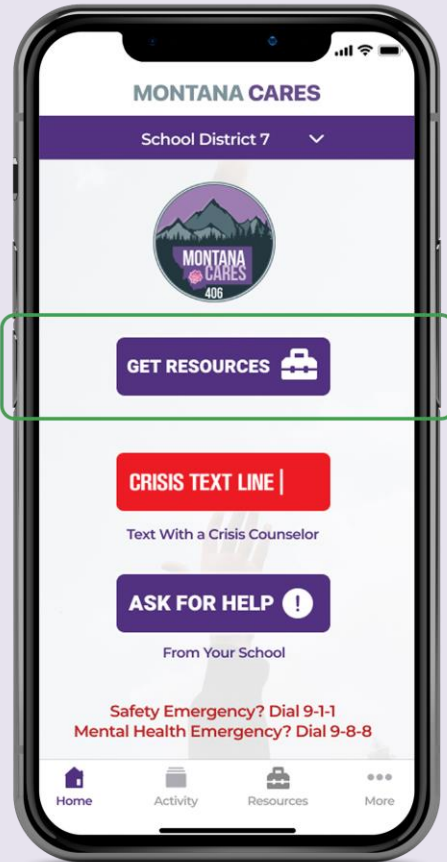 MONTANA CARES
School District 7
MONTANA
CARES
406
GET RESOURCES
CRISIS TEXT LINE |
Text With a Crisis Counselor
ASK FOR HELP !
From Your School
Safety Emergency? Dial 9-1-1
Mental Health Emergency? Dial 9-8-8
Home Activity Resources More